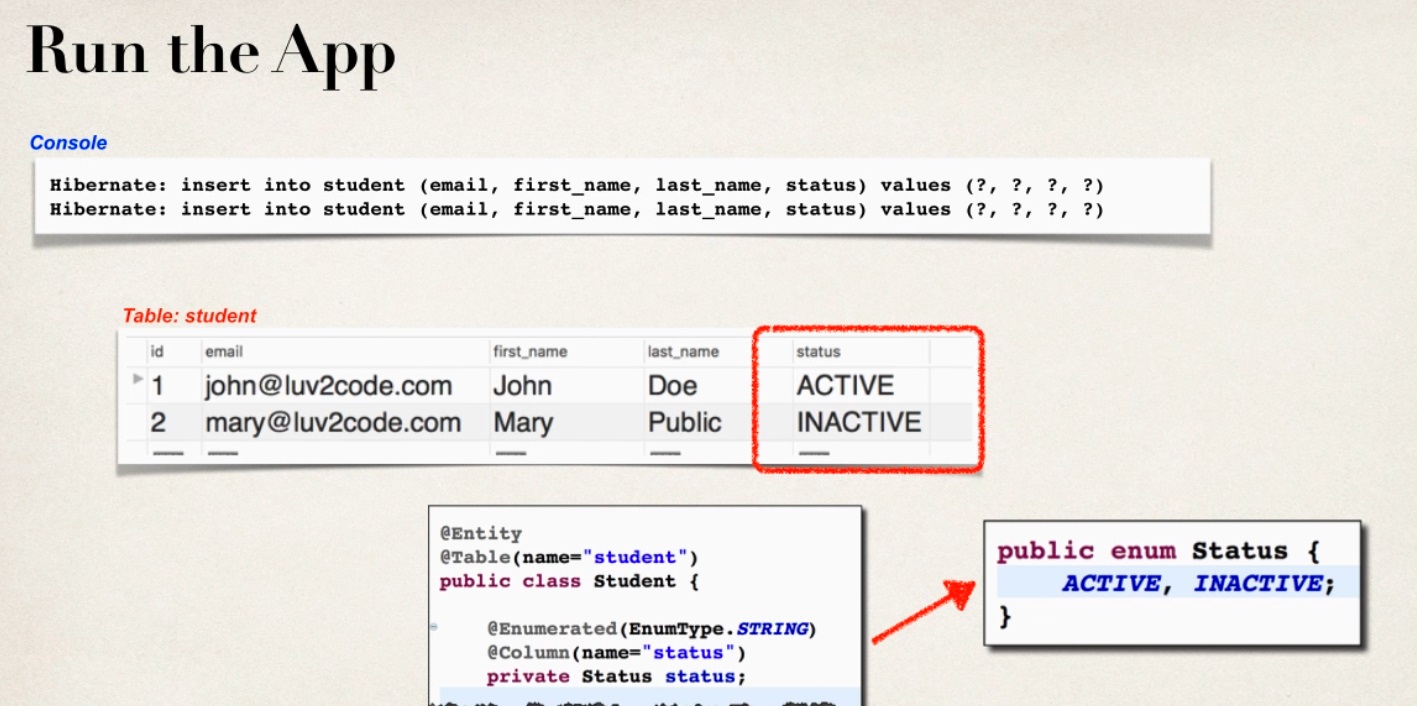 Run the App
Console
Hibernate: insert into student (email, first_name, last_name, status) values (?, ?, ?, ?)
Hibernate: insert into student (email, first_name, last_name, status) values (?, ?, ?, ?)
Table: student
id email first_name last_name status
1 john@luv2code.com John Doe ACTIVE
2 mary@luv2code.com Mary Public INACTIVE
@Entity
@Table(name="student")
public class Student {
@Enumerated(EnumType.STRING)
@Column(name="status")
private Status status;
public enum Status {
ACTIVE, INACTIVE;
}